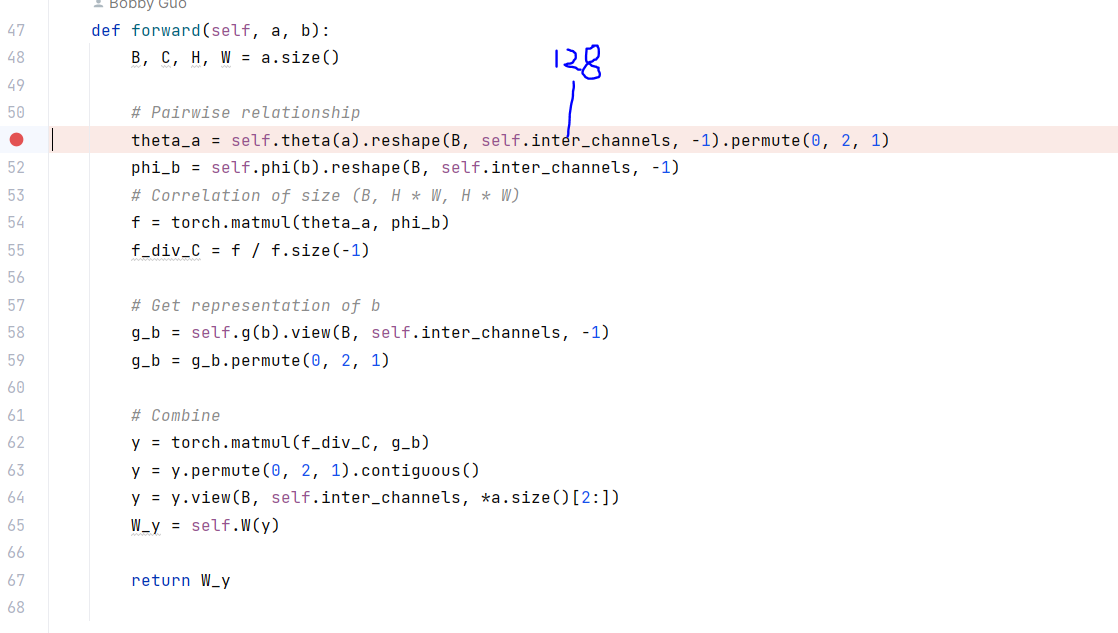 Bobby Guo
47 def forward(self, a, b):
48 B, C, H, W = a.size()
128
49
50 # Pairwise relationship
theta_a = self.theta(a).reshape(B, self.inter_channels, -1).permute(0, 2, 1)
52 phi_b = self.phi(b).reshape(B, self.inter_channels, -1)
53 # Correlation of size (B, H * W, H * W)
54 f = torch.matmul(theta_a, phi_b)
55 f_div_C = f / f.size(-1)
56
57 # Get representation of b
58 g_b = self.g(b).view(B, self.inter_channels, -1)
59 g_b = g_b.permute(0, 2, 1)
60
61 # Combine
62 y = torch.matmul(f_div_C, g_b)
63 y = y.permute(0, 2, 1).contiguous()
64 y = y.view(B, self.inter_channels, *a.size()[2:])
65 W_y = self.W(y)
66
67 return W_y
68